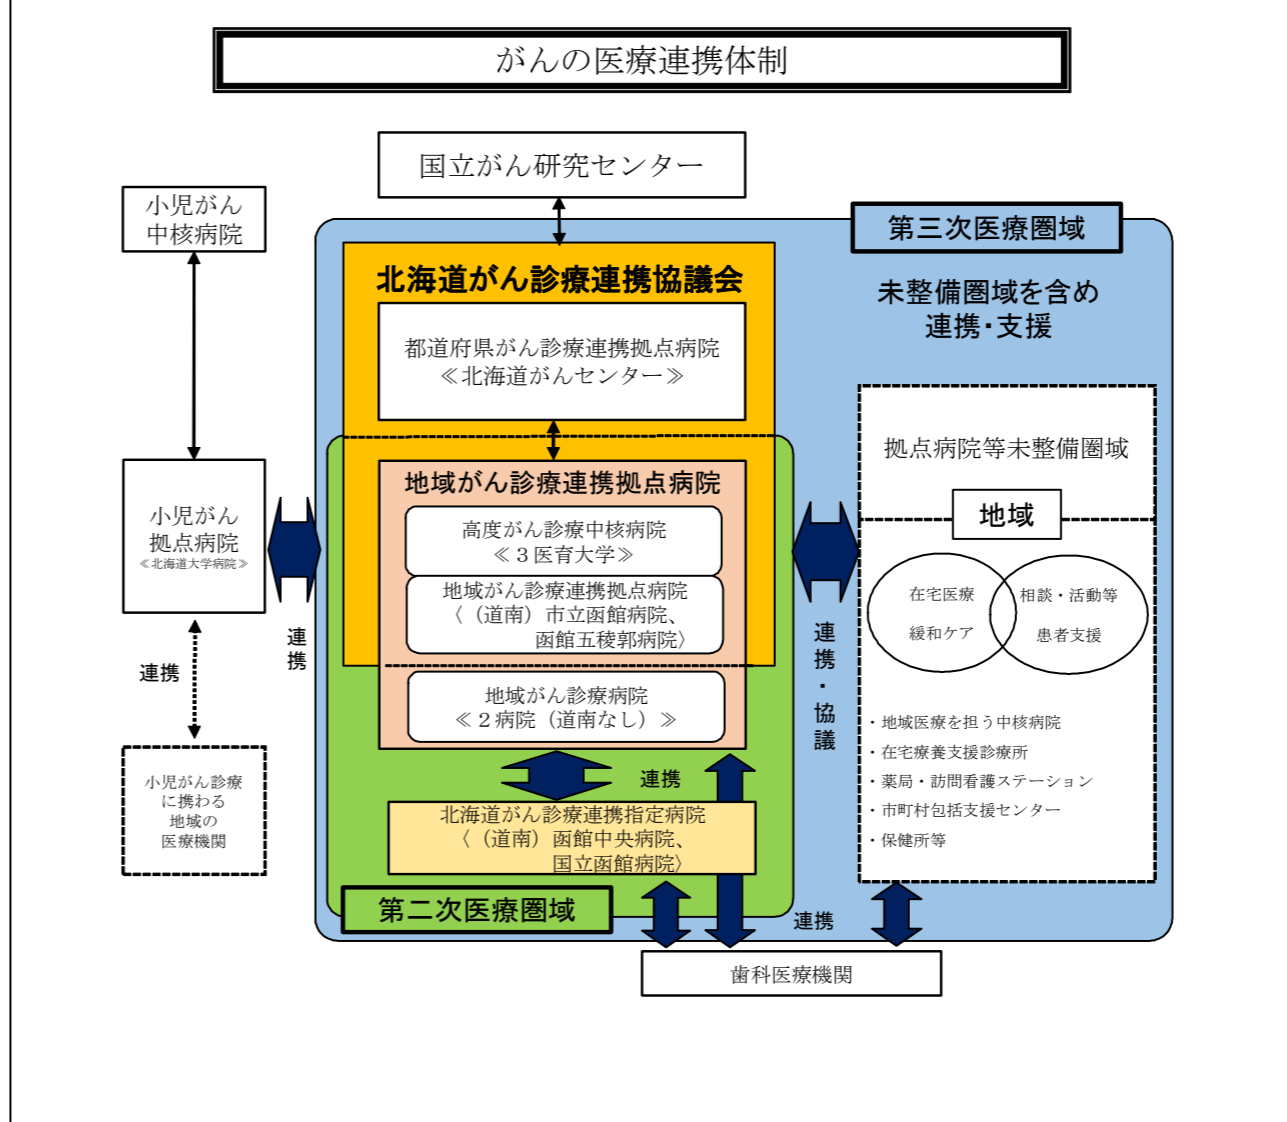 がんの医療連携体制
国立がん研究センター
小児がん
中核病院
第三次医療圏域
未整備圏域を含め
連携・支援
北海道がん診療連携協議会
都道府県がん診療連携拠点病院
≪北海道がんセンター≫
地域がん診療連携拠点病院
高度がん診療中核病院
≪３医育大学≫
地域がん診療連携拠点病院
〈（道南）市立函館病院、
函館五稜郭病院〉
地域がん診療病院
≪２病院（道南なし）≫
連携
北海道がん診療連携指定病院
〈（道南）函館中央病院、
国立函館病院〉
第二次医療圏域
小児がん
拠点病院
≪北海道大学病院≫
連携
連携
小児がん診療
に携わる
地域の
医療機関
連携・協議
拠点病院等未整備圏域
地域
在宅医療
緩和ケア
相談・活動等
患者支援
・地域医療を担う中核病院
・在宅療養支援診療所
・薬局・訪問看護ステーション
・市町村包括支援センター
・保健所等
連携
歯科医療機関